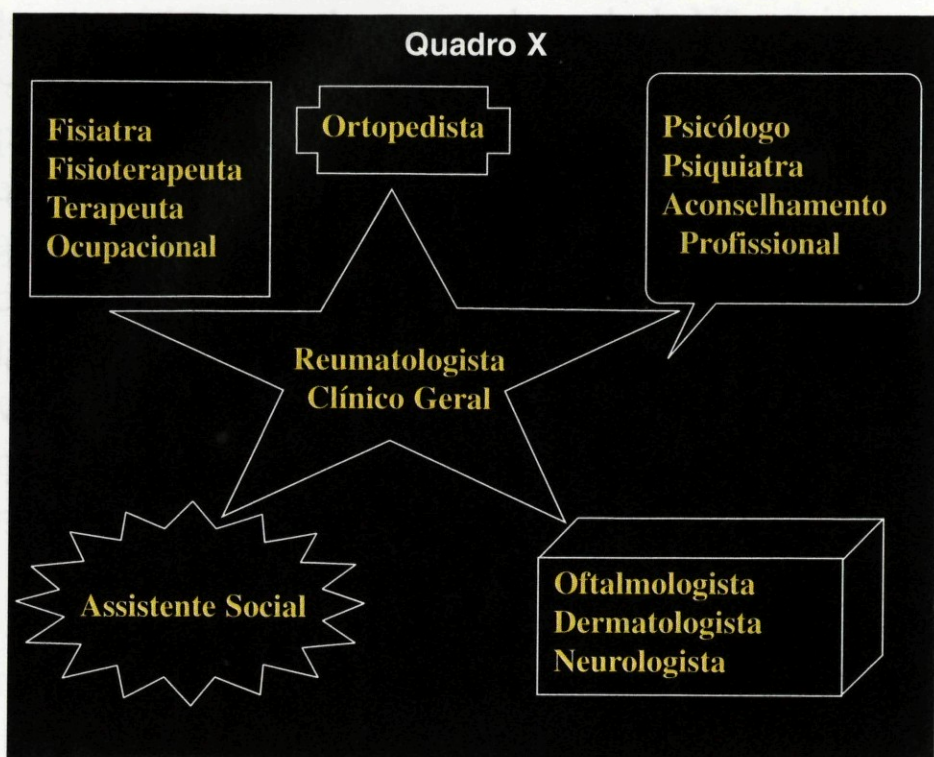 Quadro X
Fisiatra
Fisioterapeuta
Terapeuta
Ocupacional
Ortopedista
Psicólogo
Psiquiatra
Aconselhamento
Profissional
Reumatologista
Clínico Geral
Assistente Social
Oftalmologista
Dermatologista
Neurologista